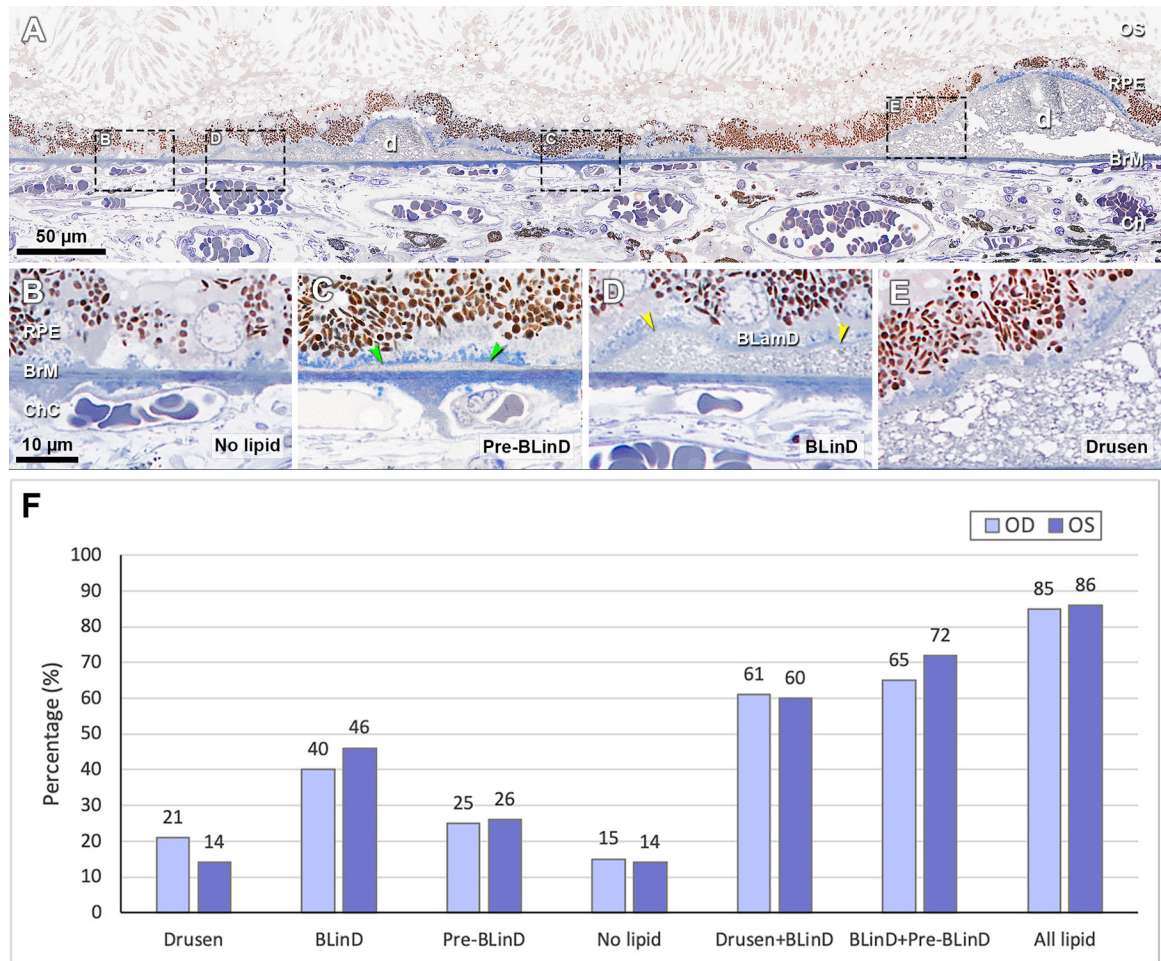 A
OS
RPE
B
D
d
C
E
d
BrM
Ch
50 µm
B
RPE
BrM
ChC
10 µm
No lipid
C
Pre-BLinD
D
BLamD
BLinD
E
Drusen
F
OD OS
Percentage (%)
100
90
80
70
60
50
40
30
20
10
0
21 14
40 46
25 26
15 14
61 60
65 72
85 86
Drusen BLinD Pre-BLinD No lipid Drusen+BLinD BLinD+Pre-BLinD All lipid